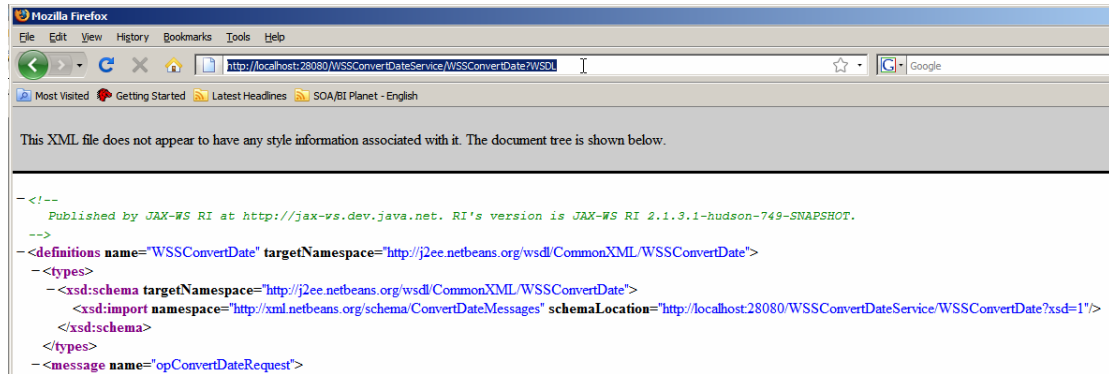 Mozilla Firefox
File Edit View History Bookmarks Tools Help
http://localhost:28080/WSSConvertDateService/WSSConvertDate?WSDL G Google
Most Visited Getting Started Latest Headlines SOA/BI Planet - English
This XML file does not appear to have any style information associated with it. The document tree is shown below.
- <!--
Published by JAX-WS RI at http://jax-ws.dev.java.net. RI's version is JAX-WS RI 2.1.3.1-hudson-749-SNAPSHOT.
-->
- <definitions name="WSSConvertDate" targetNamespace="http://j2ee.netbeans.org/wsdl/CommonXML/WSSConvertDate">
- <types>
- <xsd:schema targetNamespace="http://j2ee.netbeans.org/wsdl/CommonXML/WSSConvertDate">
<xsd:import namespace="http://xml.netbeans.org/schema/ConvertDateMessages" schemaLocation="http://localhost:28080/WSSConvertDateService/WSSConvertDate?xsd=1"/>
</xsd:schema>
</types>
- <message name="opConvertDateRequest">